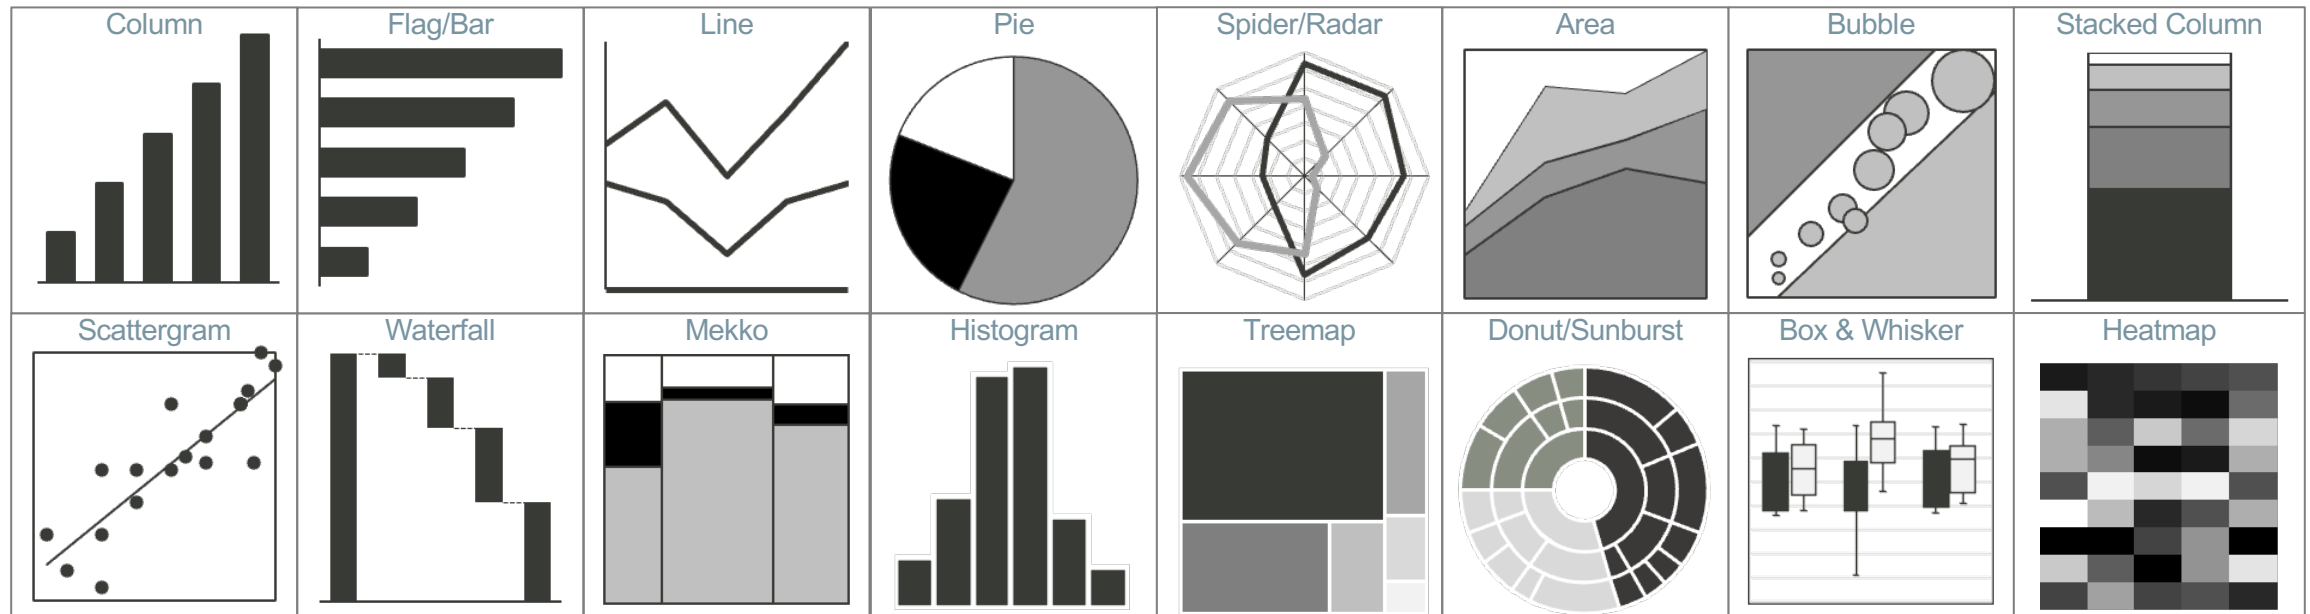 Column
Flag/Bar
Line
Pie
Spider/Radar
Area
Bubble
Stacked Column
Scattergram
Waterfall
Mekko
Histogram
Treemap
Donut/Sunburst
Box & Whisker
Heatmap